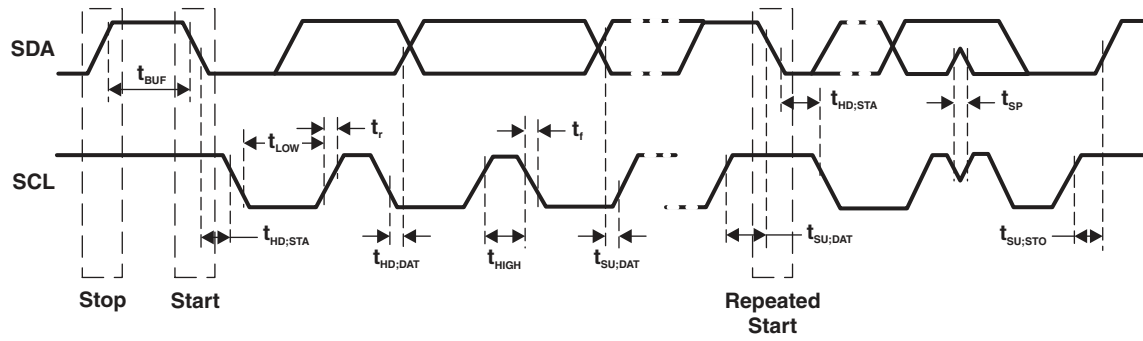 SDA
t_BUF
t_HD;STA
t_SP
t_LOW
t_r
t_f
SCL
t_HD;STA
t_HD;DAT
t_HIGH
t_SU;DAT
t_SU;DAT
t_SU;STO
Stop
Start
Repeated
Start